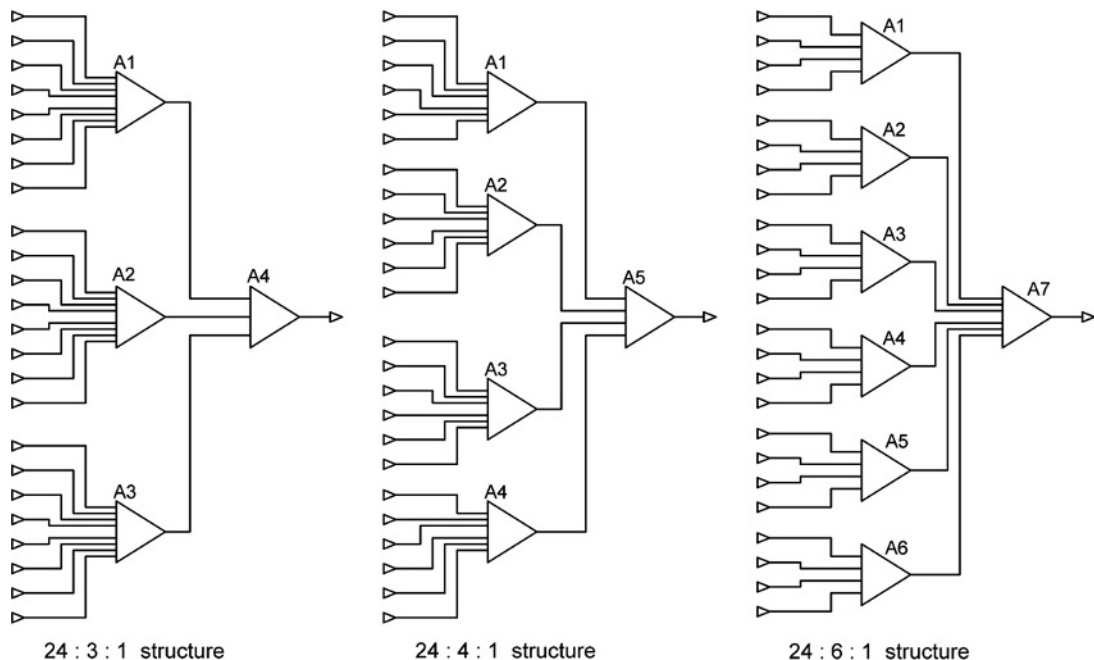 A1
A2
A3
A4
24 : 3 : 1 structure
A1
A2
A3
A4
A5
24 : 4 : 1 structure
A1
A2
A3
A4
A5
A6
A7
24 : 6 : 1 structure